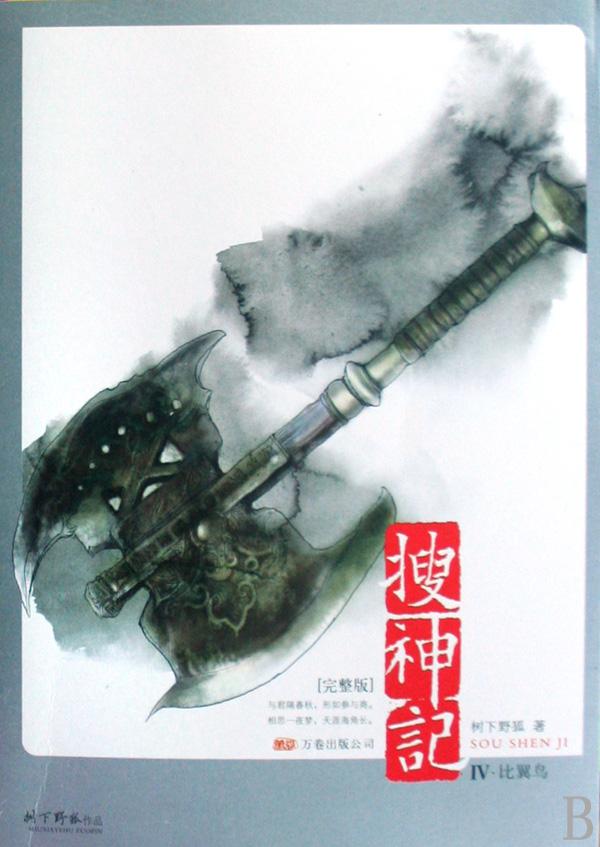 搜神記
[完整版]
与君隔春秋，形如参与商。
相思一夜梦，天涯海角长。
万卷出版公司
树下野狐 著
SOU SHEN JI
IV·比翼鸟
树下野狐作品
B